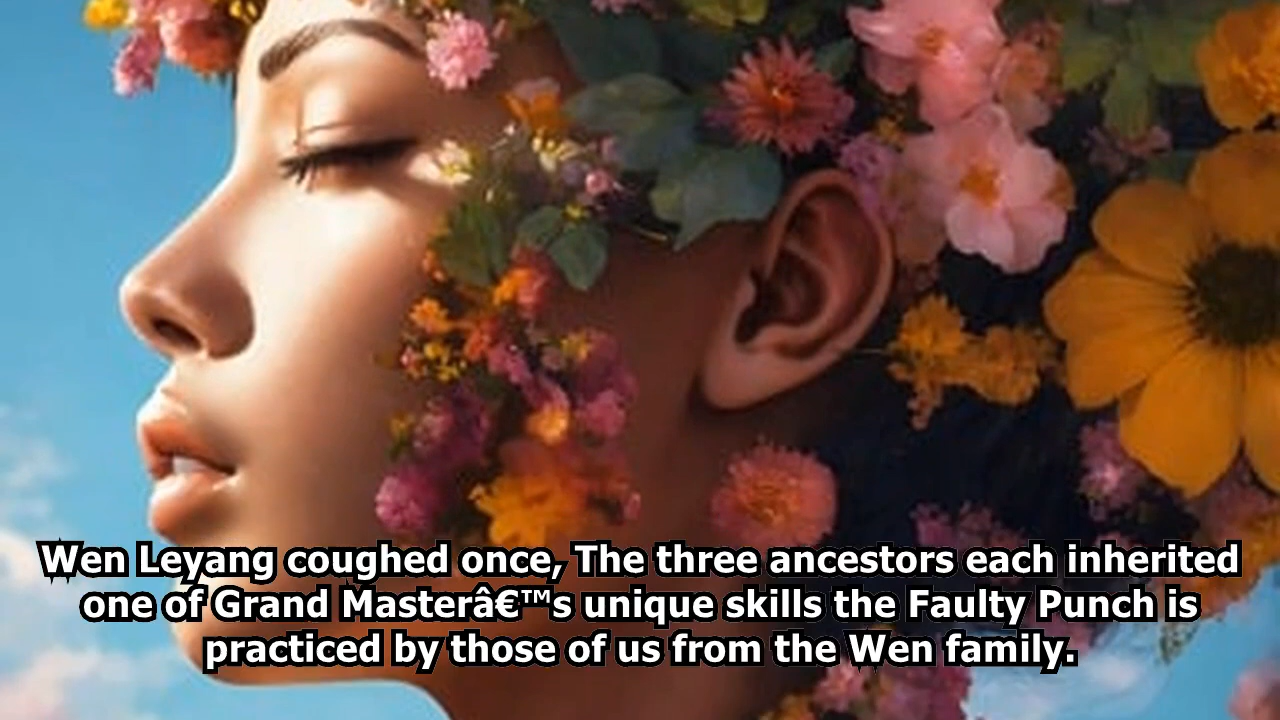 Wen Leyang coughed once, The three ancestors each inherited
one of Grand Masterâ€™s unique skills the Faulty Punch is
practiced by those of us from the Wen family.